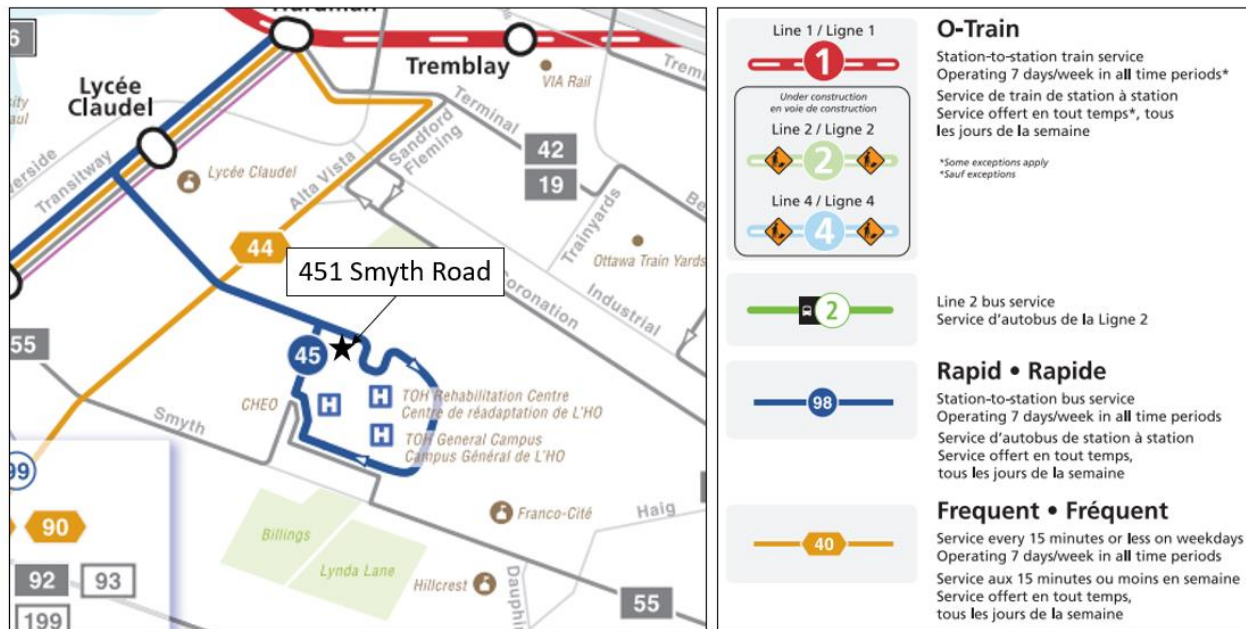 Hurdman
6
Tremblay
VIA Rail
Lycée
Claudel
Terminal
Sandford
Fleming
42
19
Transitway
Lycée Claudel
Alta Vista
Trainyards
44
Ottawa Train Yards
451 Smyth Road
Coronation
Industrial
55
45
CHEO
TOH Rehabilitation Centre
Centre de réadaptation de L'HO
Smyth
TOH General Campus
Campus Général de L'HO
99
90
Franco-Cité
Haig
Billings
Lynda Lane
92
93
Hillcrest
55
199
Line 1 / Ligne 1
1
Under construction
en voie de construction
Line 2 / Ligne 2
2
Line 4 / Ligne 4
4
O-Train
Station-to-station train service
Operating 7 days/week in all time periods*
Service de train de station à station
Service offert en tout temps*, tous
les jours de la semaine
*Some exceptions apply
*Sauf exceptions
2
Line 2 bus service
Service d'autobus de la Ligne 2
98
Rapid • Rapide
Station-to-station bus service
Operating 7 days/week in all time periods
Service d'autobus de station à station
Service offert en tout temps,
tous les jours de la semaine
40
Frequent • Fréquent
Service every 15 minutes or less on weekdays
Operating 7 days/week in all time periods
Service aux 15 minutes ou moins en semaine
Service offert en tout temps,
tous les jours de la semaine